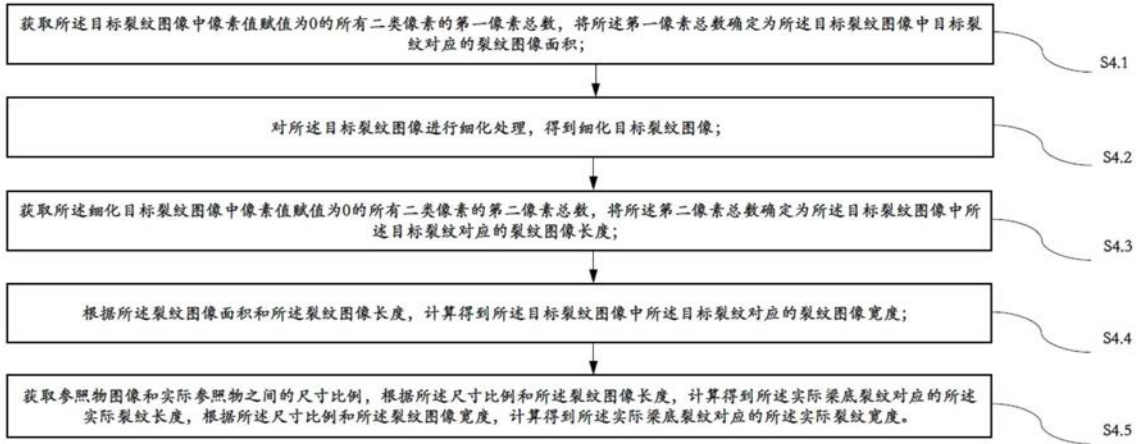 获取所述目标裂纹图像中像素值赋值为0的所有二类像素的第一像素总数，将所述第一像素总数确定为所述目标裂纹图像中目标裂
纹对应的裂纹图像面积；
S4.1
对所述目标裂纹图像进行细化处理，得到细化目标裂纹图像；
S4.2
获取所述细化目标裂纹图像中像素值赋值为0的所有二类像素的第二像素总数，将所述第二像素总数确定为所述目标裂纹图像中所
述目标裂纹对应的裂纹图像长度；
S4.3
根据所述裂纹图像面积和所述裂纹图像长度，计算得到所述目标裂纹图像中所述目标裂纹对应的裂纹图像宽度；
S4.4
获取参照物图像和实际参照物之间的尺寸比例，根据所述尺寸比例和所述裂纹图像长度，计算得到所述实际梁底裂纹对应的所述
实际裂纹长度，根据所述尺寸比例和所述裂纹图像宽度，计算得到所述实际梁底裂纹对应的所述实际裂纹宽度。
S4.5